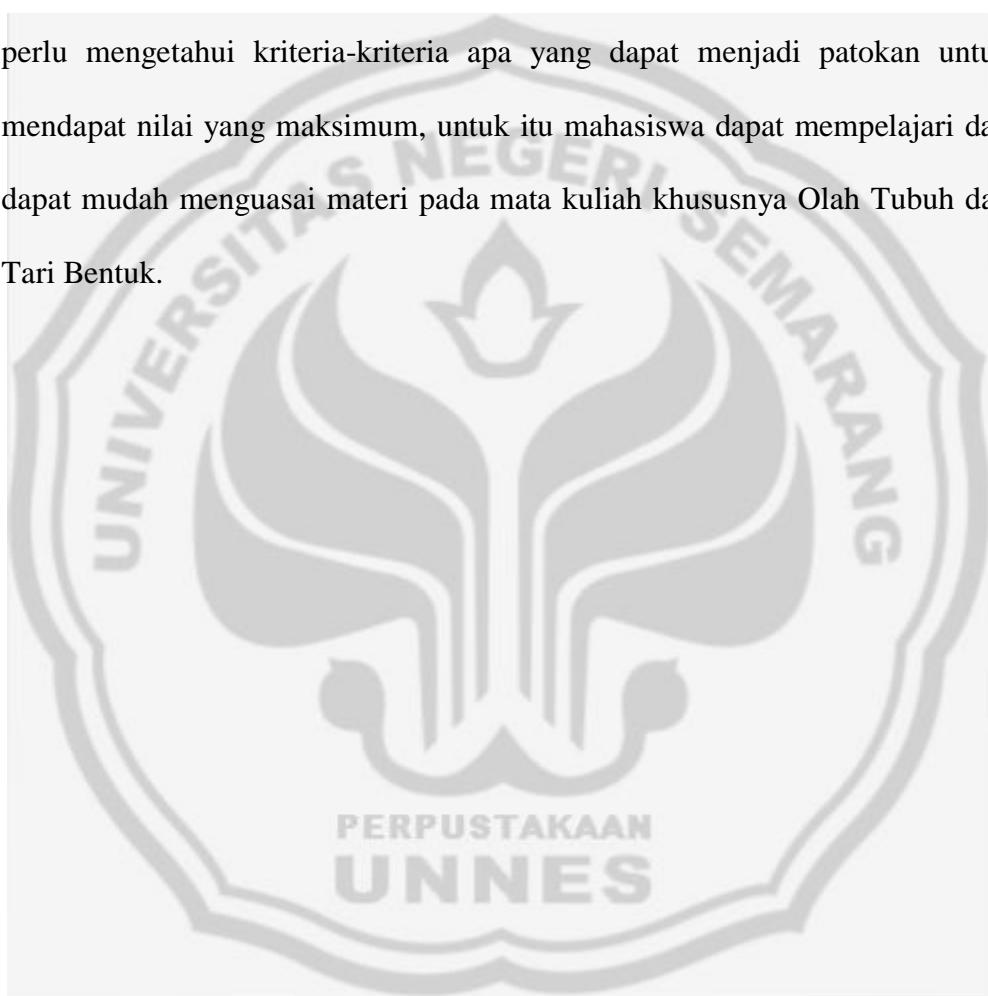 perlu mengetahui kriteria-kriteria apa yang dapat menjadi patokan untu
mendapat nilai yang maksimum, untuk itu mahasiswa dapat mempelajari da
dapat mudah menguasai materi pada mata kuliah khususnya Olah Tubuh da
Tari Bentuk.
UNIVERSITAS NEGERI SEMARANG
PERPUSTAKAAN
UNNES